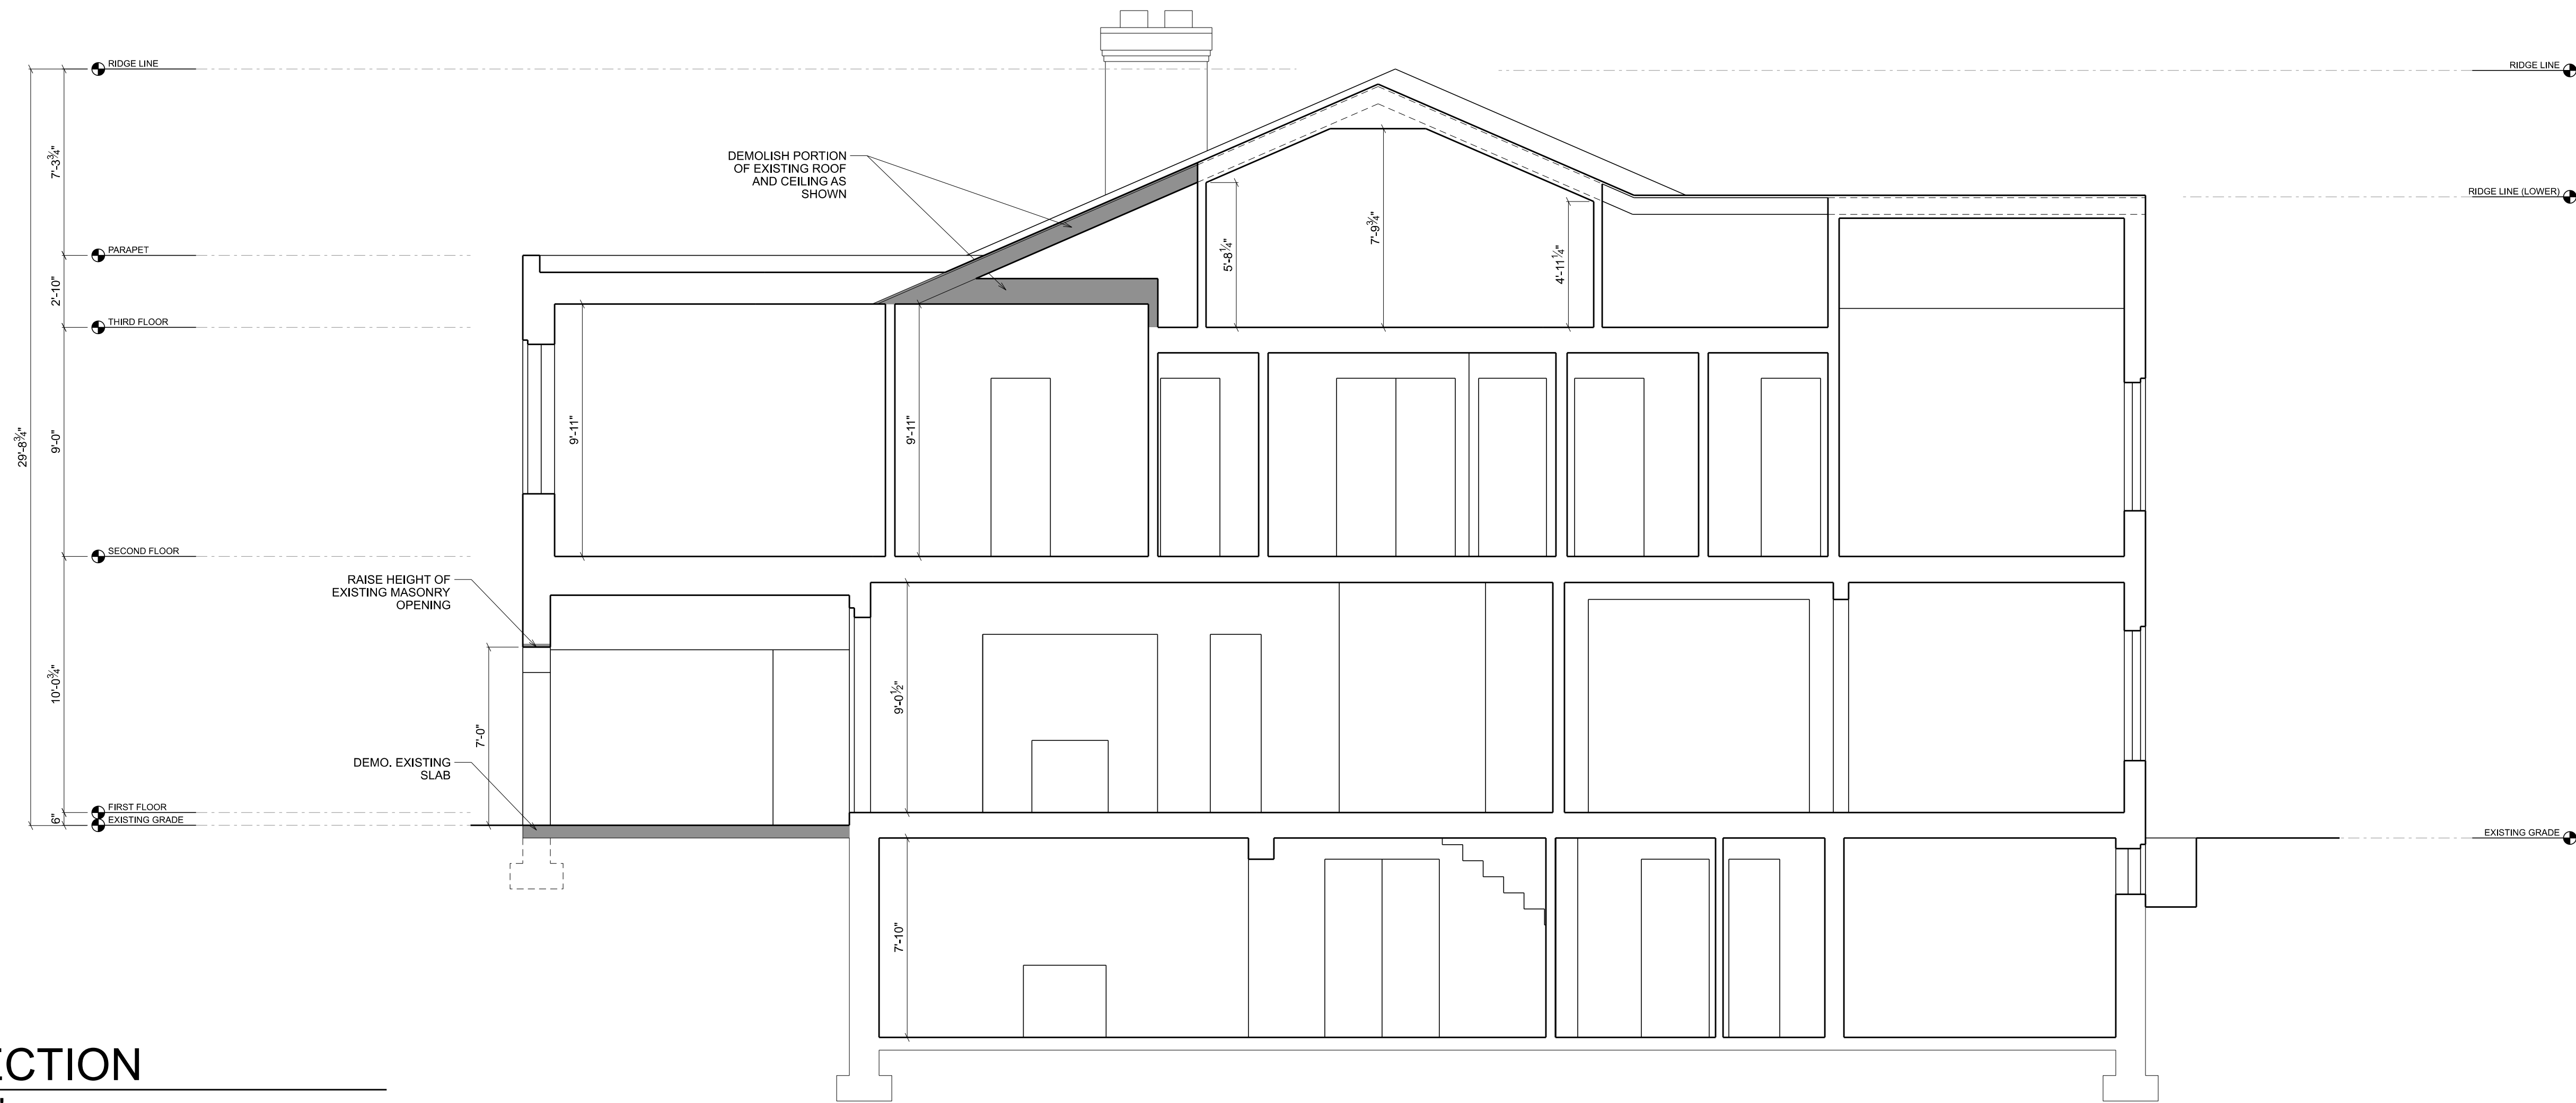 RIDGE LINE
RIDGE LINE
DEMOLISH PORTION
OF EXISTING ROOF
AND CEILING AS
SHOWN
7'-3¾"
RIDGE LINE (LOWER)
5'-8¼"
7'-9¾"
4'-11¼"
PARAPET
2'-10"
THIRD FLOOR
29'-8¾"
9'-0"
9'-11"
9'-11"
SECOND FLOOR
RAISE HEIGHT OF
EXISTING MASONRY
OPENING
10'-0¾"
9'-0½"
7'-0"
DEMO. EXISTING
SLAB
FIRST FLOOR
6"
EXISTING GRADE
EXISTING GRADE
7'-10"
ECTION